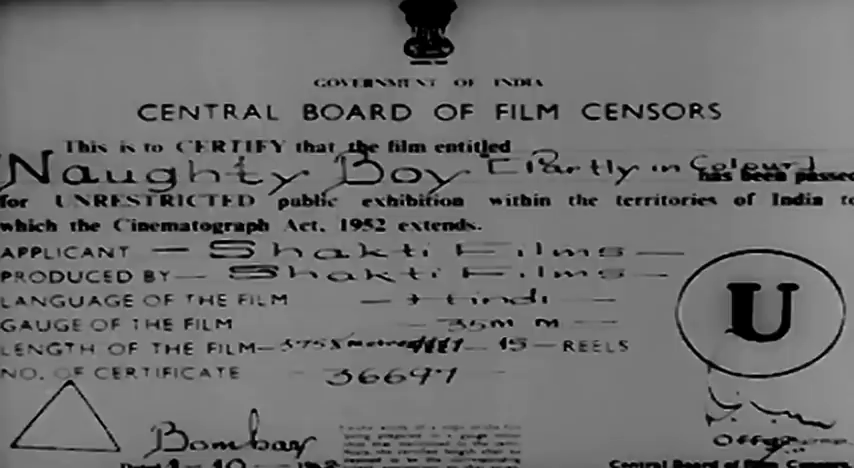 GOVERNMENT OF INDIA
CENTRAL BOARD OF FILM CENSORS
This is to CERTIFY that the film entitled
Naughty Boy [Partly in Colour] has been passed
for UNRESTRICTED public exhibition within the territories of India to
which the Cinematograph Act, 1952 extends.
APPLICANT — Shakti Films —
PRODUCED BY — Shakti Films —
LANGUAGE OF THE FILM — Hindi —
GAUGE OF THE FILM — 35 m m —
LENGTH OF THE FILM — metres 15 — REELS
NO. OF CERTIFICATE — 36697 —
U
Bombay
Central Board of Film